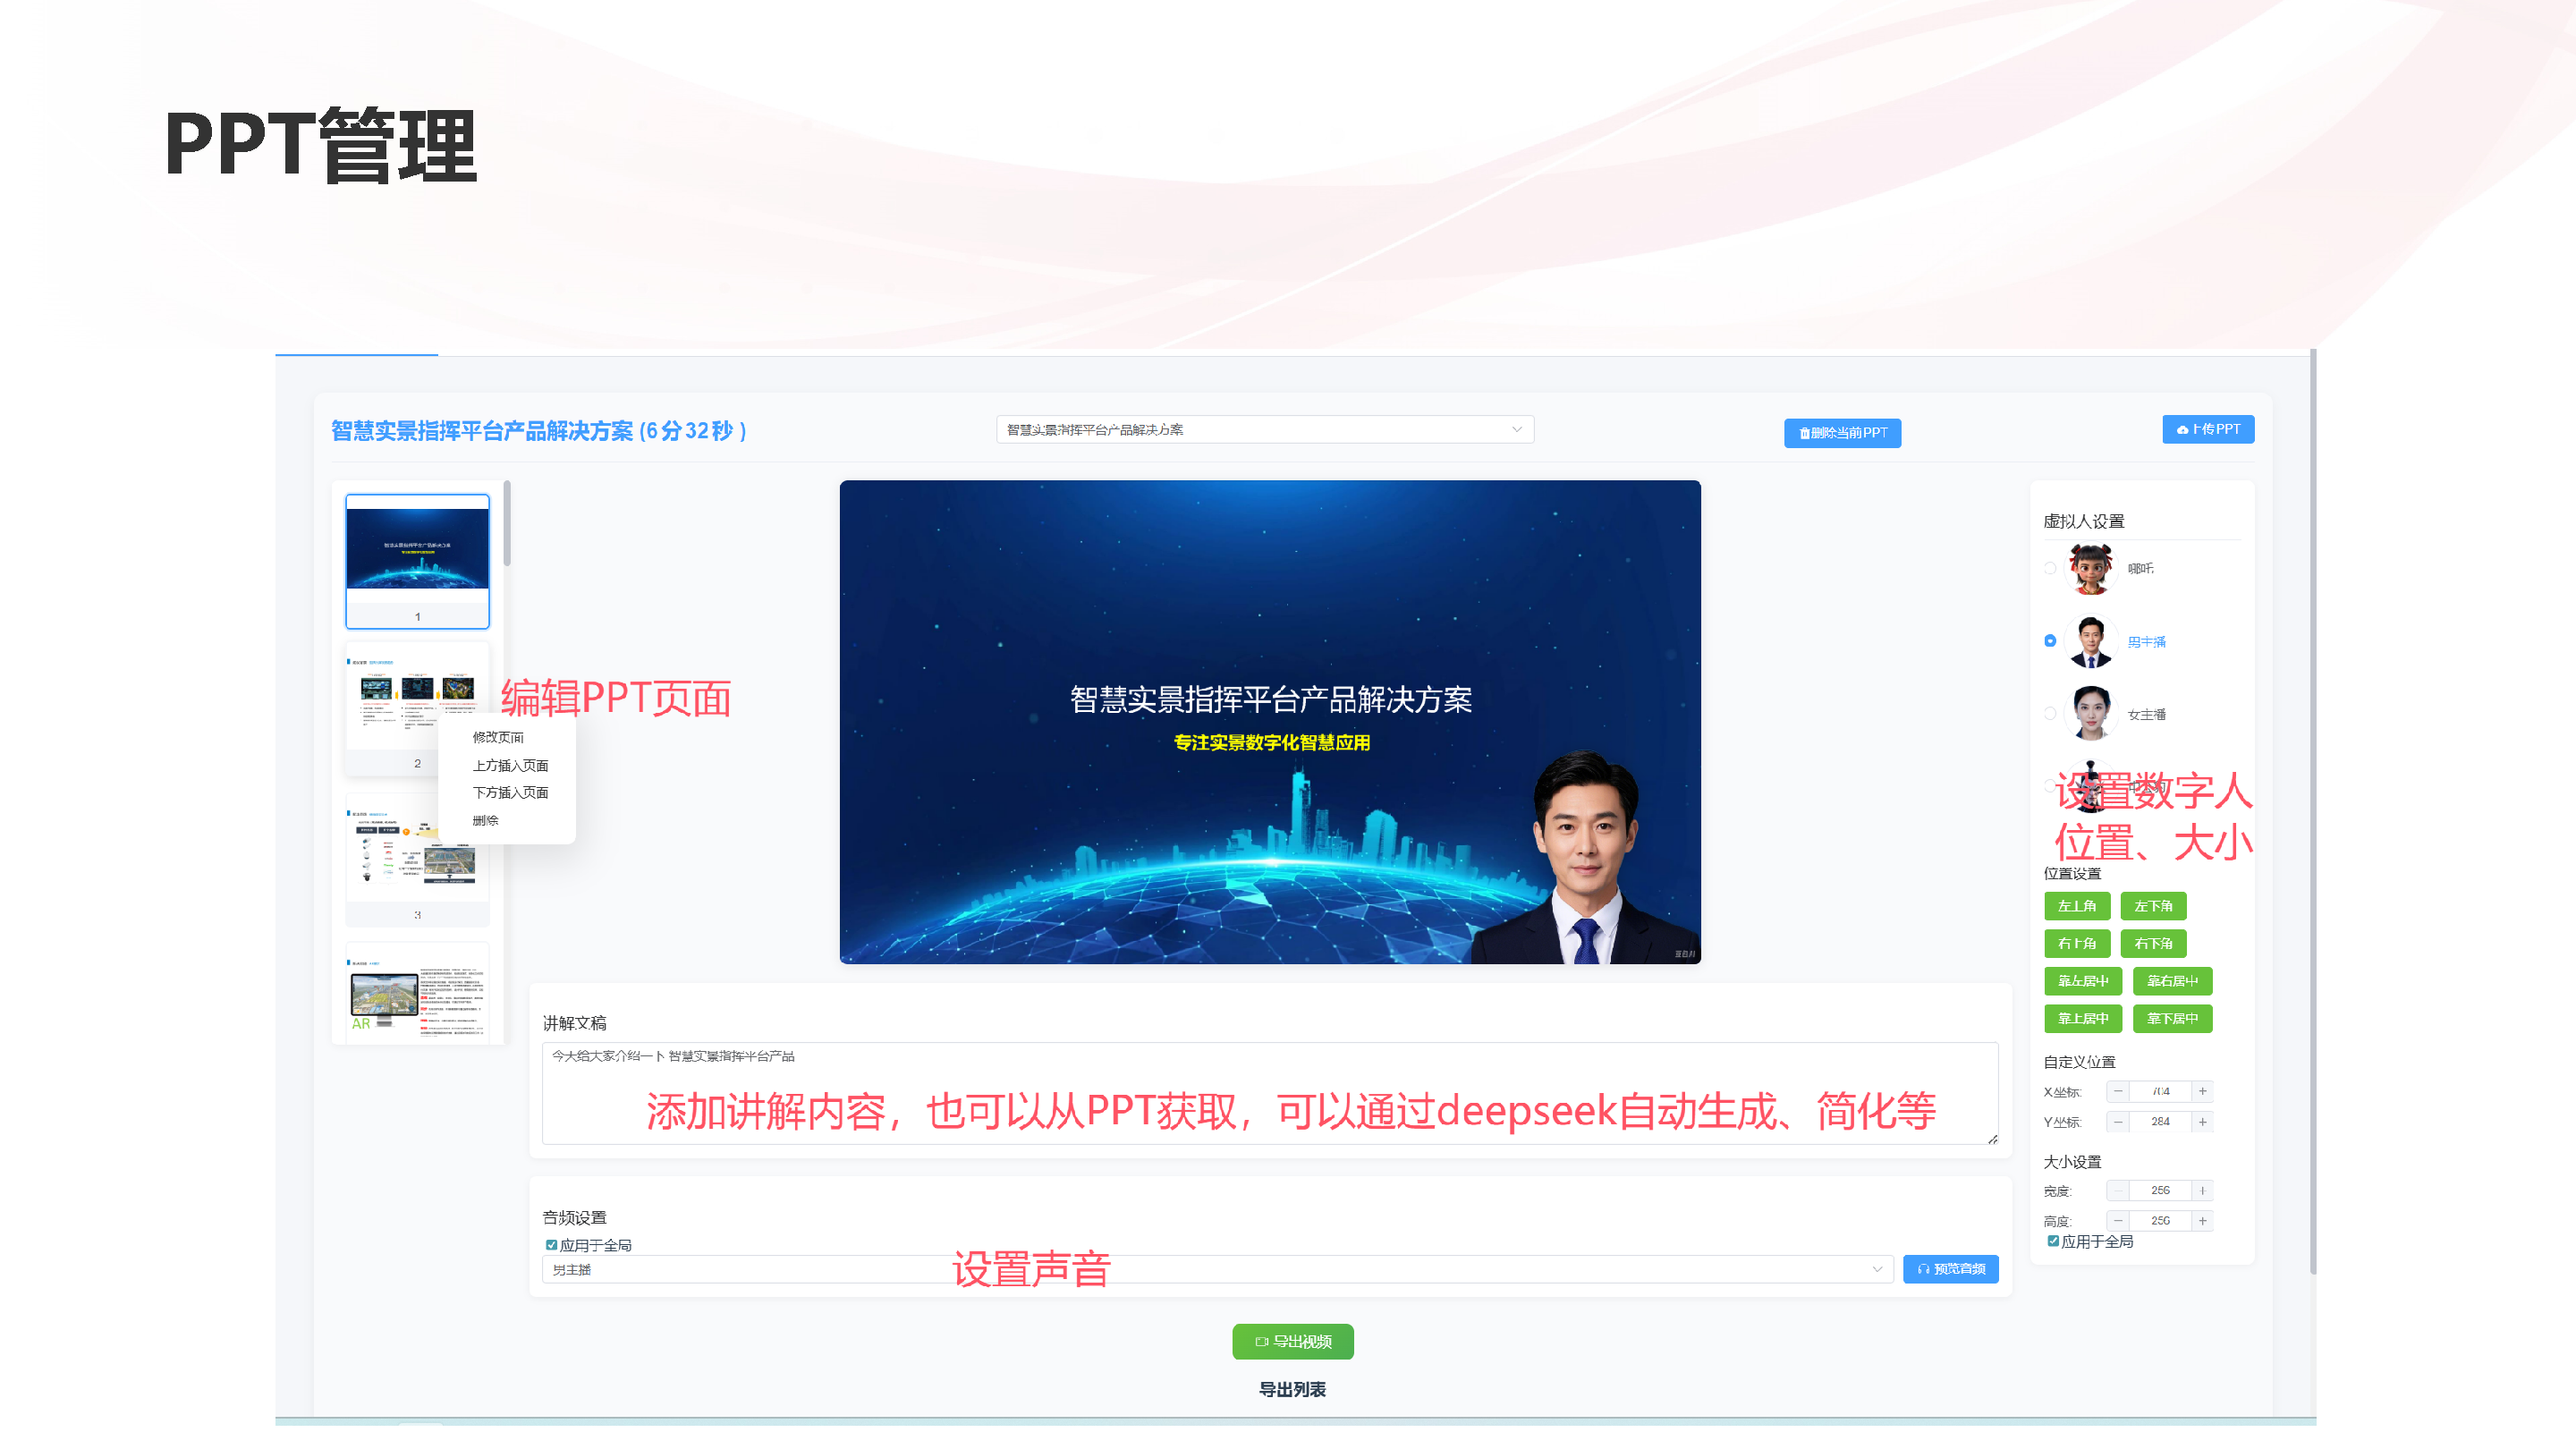 PPT管理
智慧实景指挥平台产品解决方案 (6分32秒)
智慧实景指挥平台产品解决方案
删除当前PPT
上传PPT
智慧实景指挥平台产品解决方案
1
2
3
AR
编辑PPT页面
修改页面
上方插入页面
下方插入页面
删除
智慧实景指挥平台产品解决方案
专注实景数字化智慧应用
虚拟人设置
哪吒
男主播
女主播
设置数字人
位置、大小
位置设置
左上角
左下角
右上角
右下角
靠左居中
靠右居中
靠上居中
靠下居中
自定义位置
X坐标:
704
Y坐标:
284
大小设置
宽度:
256
高度:
256
应用于全局
讲解文稿
今天给大家介绍一下 智慧实景指挥平台产品
添加讲解内容，也可以从PPT获取，可以通过deepseek自动生成、简化等
音频设置
应用于全局
男主播
设置声音
预览音频
导出视频
导出列表